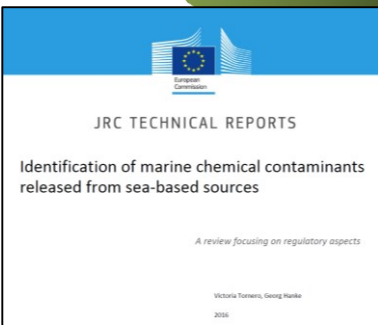 European
Commission
JRC TECHNICAL REPORTS
Identification of marine chemical contaminants
released from sea-based sources
A review focusing on regulatory aspects
Victoria Tornero, Georg Hanke
2016